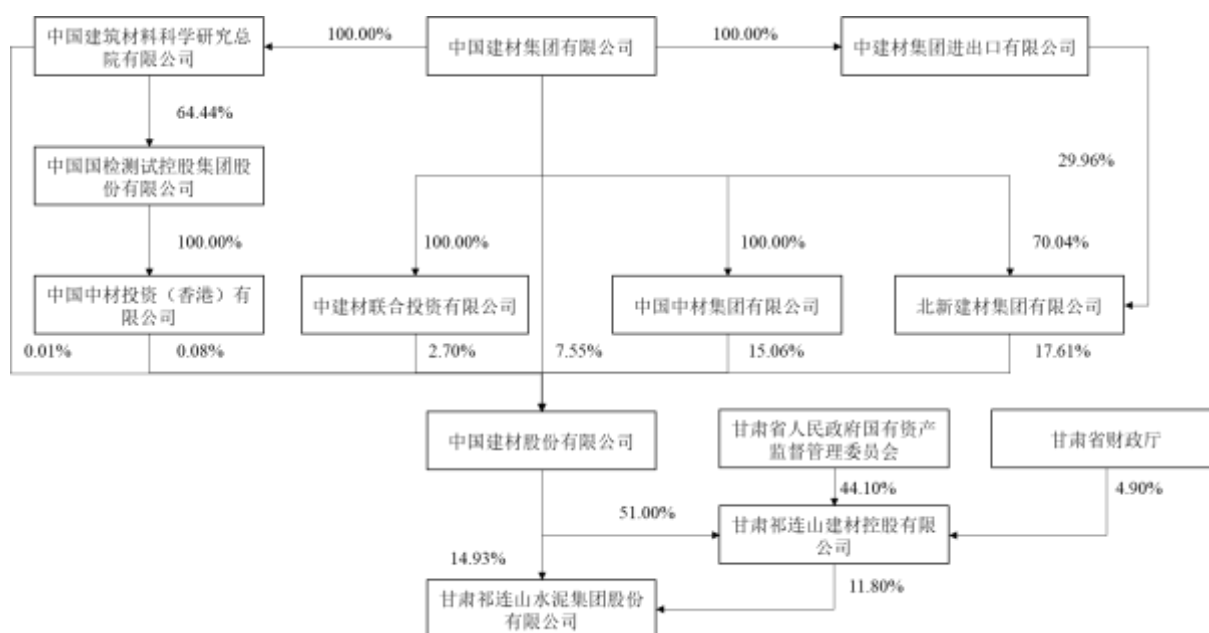 中国建筑材料科学研究总
院有限公司
100.00%
中国建材集团有限公司
100.00%
中建材集团进出口有限公司
64.44%
中国国检测试控股集团股
份有限公司
29.96%
100.00%
100.00%
100.00%
70.04%
中国中材投资（香港）有
限公司
中建材联合投资有限公司
中国中材集团有限公司
北新建材集团有限公司
0.01%
0.08%
2.70%
7.55%
15.06%
17.61%
中国建材股份有限公司
甘肃省人民政府国有资产
监督管理委员会
甘肃省财政厅
44.10%
4.90%
51.00%
甘肃祁连山建材控股有限
公司
14.93%
11.80%
甘肃祁连山水泥集团股份
有限公司